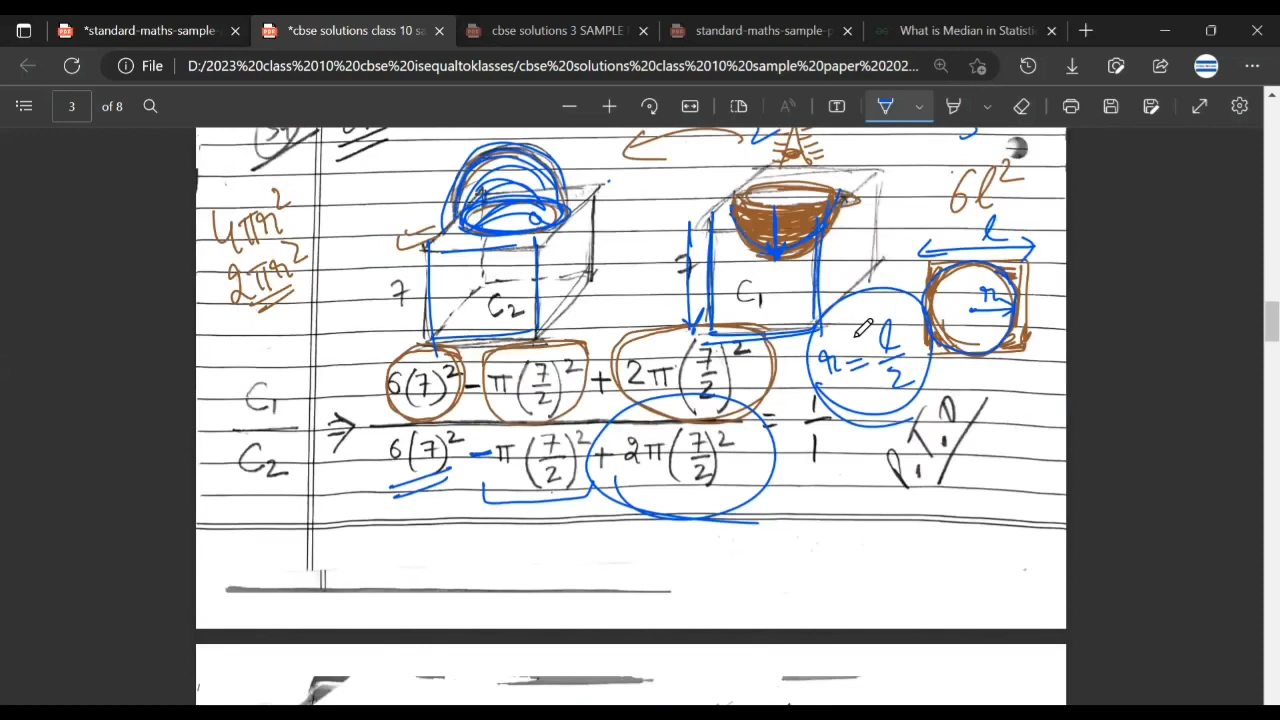 *standard-maths-sample-
*cbse solutions class 10 sa
cbse solutions 3 SAMPLE
standard-maths-sample-p
What is Median in Statisti
File
D:/2023%20class%2010%20cbse%20isequaltoklasses/cbse%20solutions%20class%2010%20sample%20paper%20202...
3 of 8
4πr²
2πr²
7 C₂
7 C₁
6l²
l
r
r = l/2
C₁/C₂ ⇒ (6(7)² - π(7/2)² + 2π(7/2)²)/(6(7)² - π(7/2)² + 2π(7/2)²) = 1/1